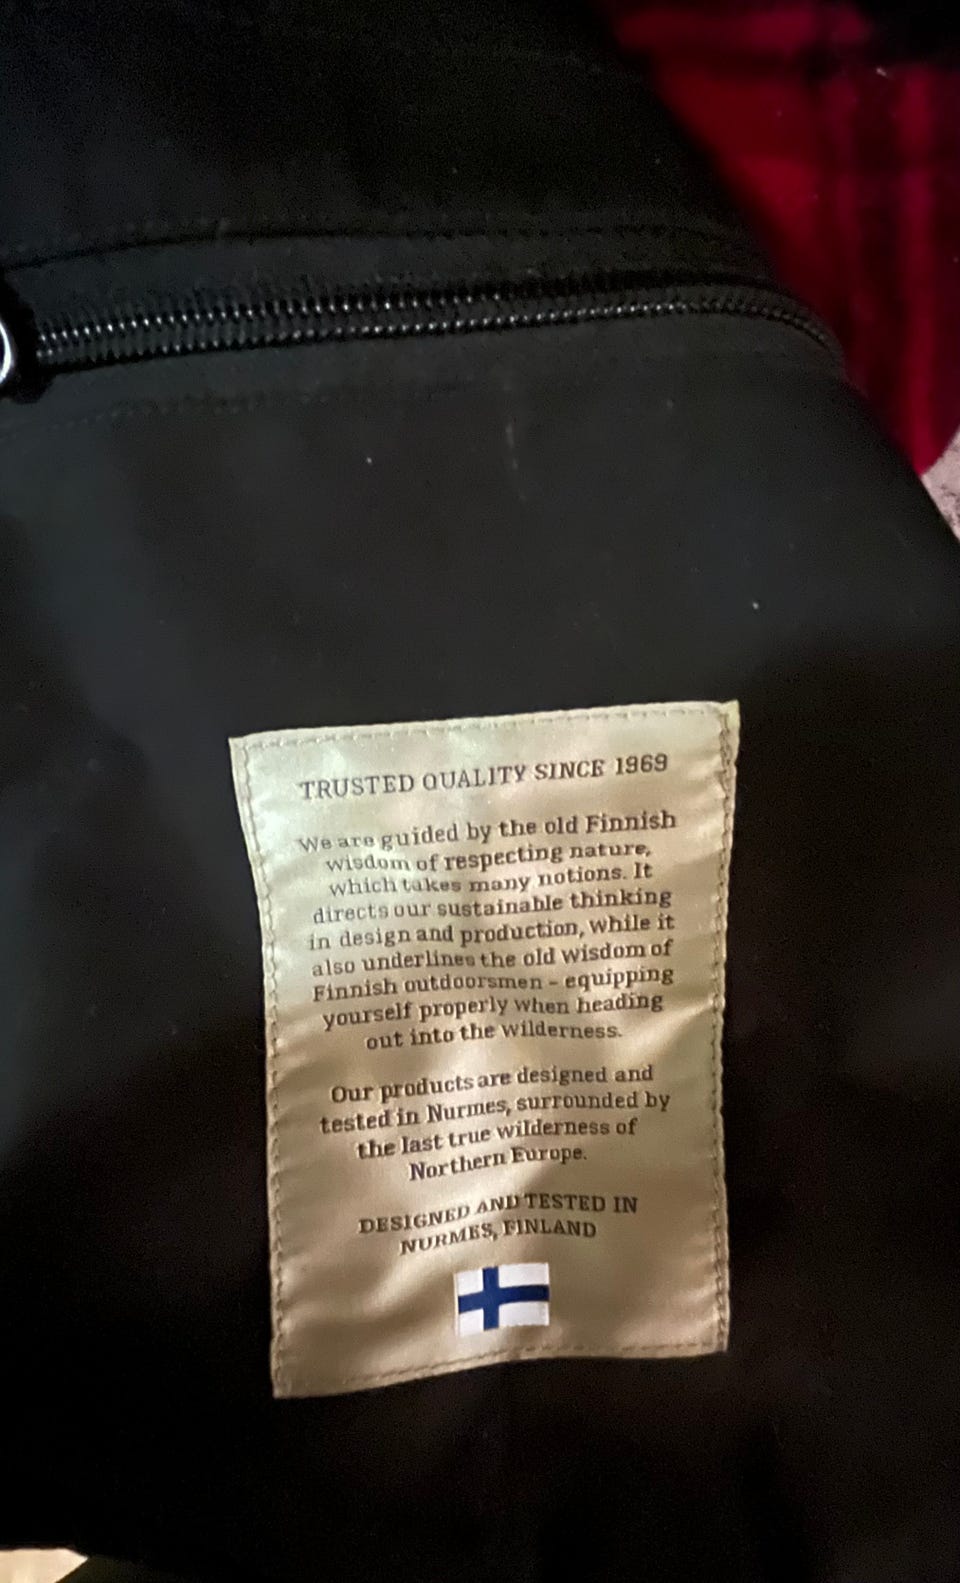 TRUSTED QUALITY SINCE 1969
We are guided by the old Finnish
wisdom of respecting nature,
which takes many notions. It
directs our sustainable thinking
in design and production, while it
also underlines the old wisdom of
Finnish outdoorsmen - equipping
yourself properly when heading
out into the wilderness.
Our products are designed and
tested in Nurmes, surrounded by
the last true wilderness of
Northern Europe.
DESIGNED AND TESTED IN
NURMES, FINLAND